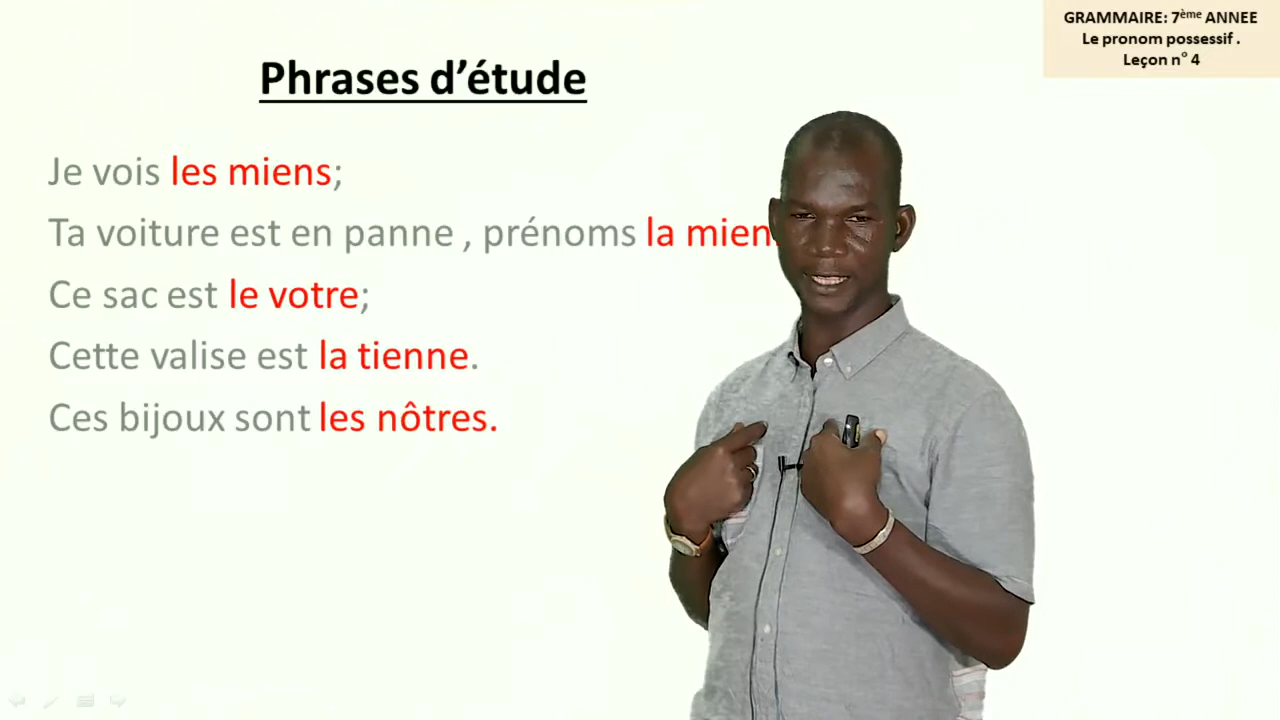 GRAMMAIRE: 7ème ANNEE
Le pronom possessif .
Leçon n° 4
Phrases d’étude
Je vois les miens;
Ta voiture est en panne , prénoms la
Ce sac est le votre;
Cette valise est la tienne.
Ces bijoux sont les nôtres.